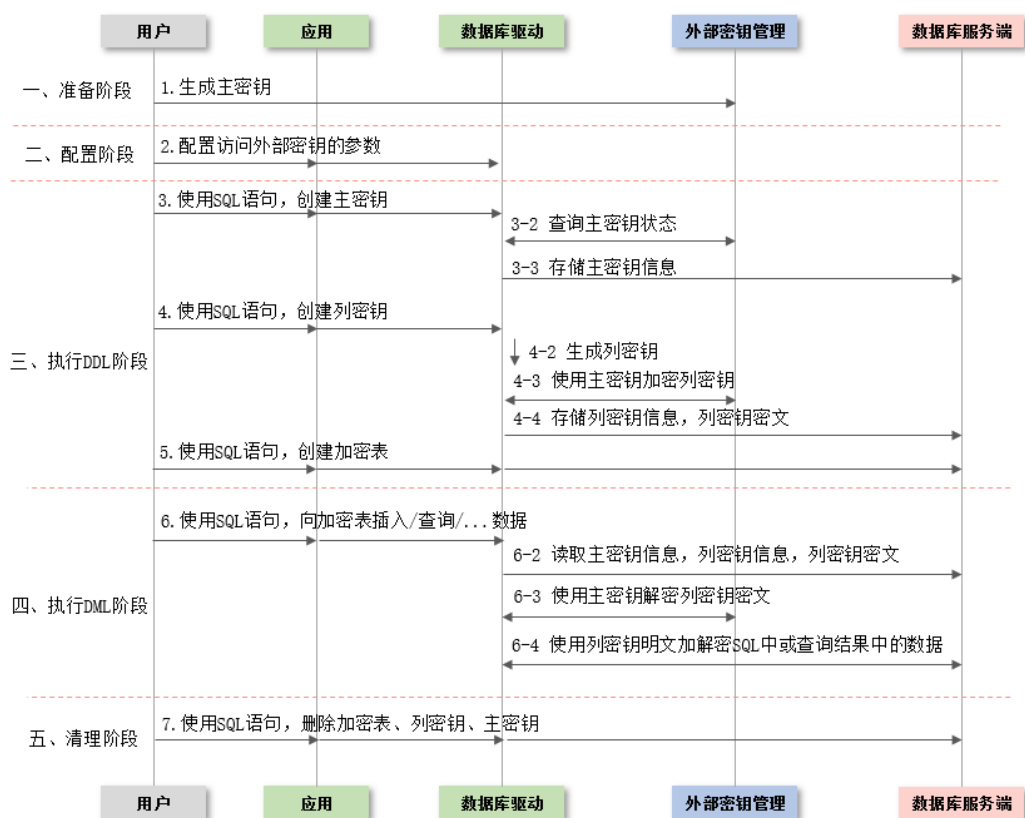 用户
应用
数据库驱动
外部密钥管理
数据库服务端
一、准备阶段
1.生成主密钥
二、配置阶段
2.配置访问外部密钥的参数
3.使用SQL语句，创建主密钥
3-2 查询主密钥状态
3-3 存储主密钥信息
4.使用SQL语句，创建列密钥
三、执行DDL阶段
4-2 生成列密钥
4-3 使用主密钥加密列密钥
4-4 存储列密钥信息，列密钥密文
5.使用SQL语句，创建加密表
6.使用SQL语句，向加密表插入/查询/...数据
6-2 读取主密钥信息，列密钥信息，列密钥密文
四、执行DML阶段
6-3 使用主密钥解密列密钥密文
6-4 使用列密钥明文加解密SQL中或查询结果中的数据
五、清理阶段
7.使用SQL语句，删除加密表、列密钥、主密钥
用户
应用
数据库驱动
外部密钥管理
数据库服务端